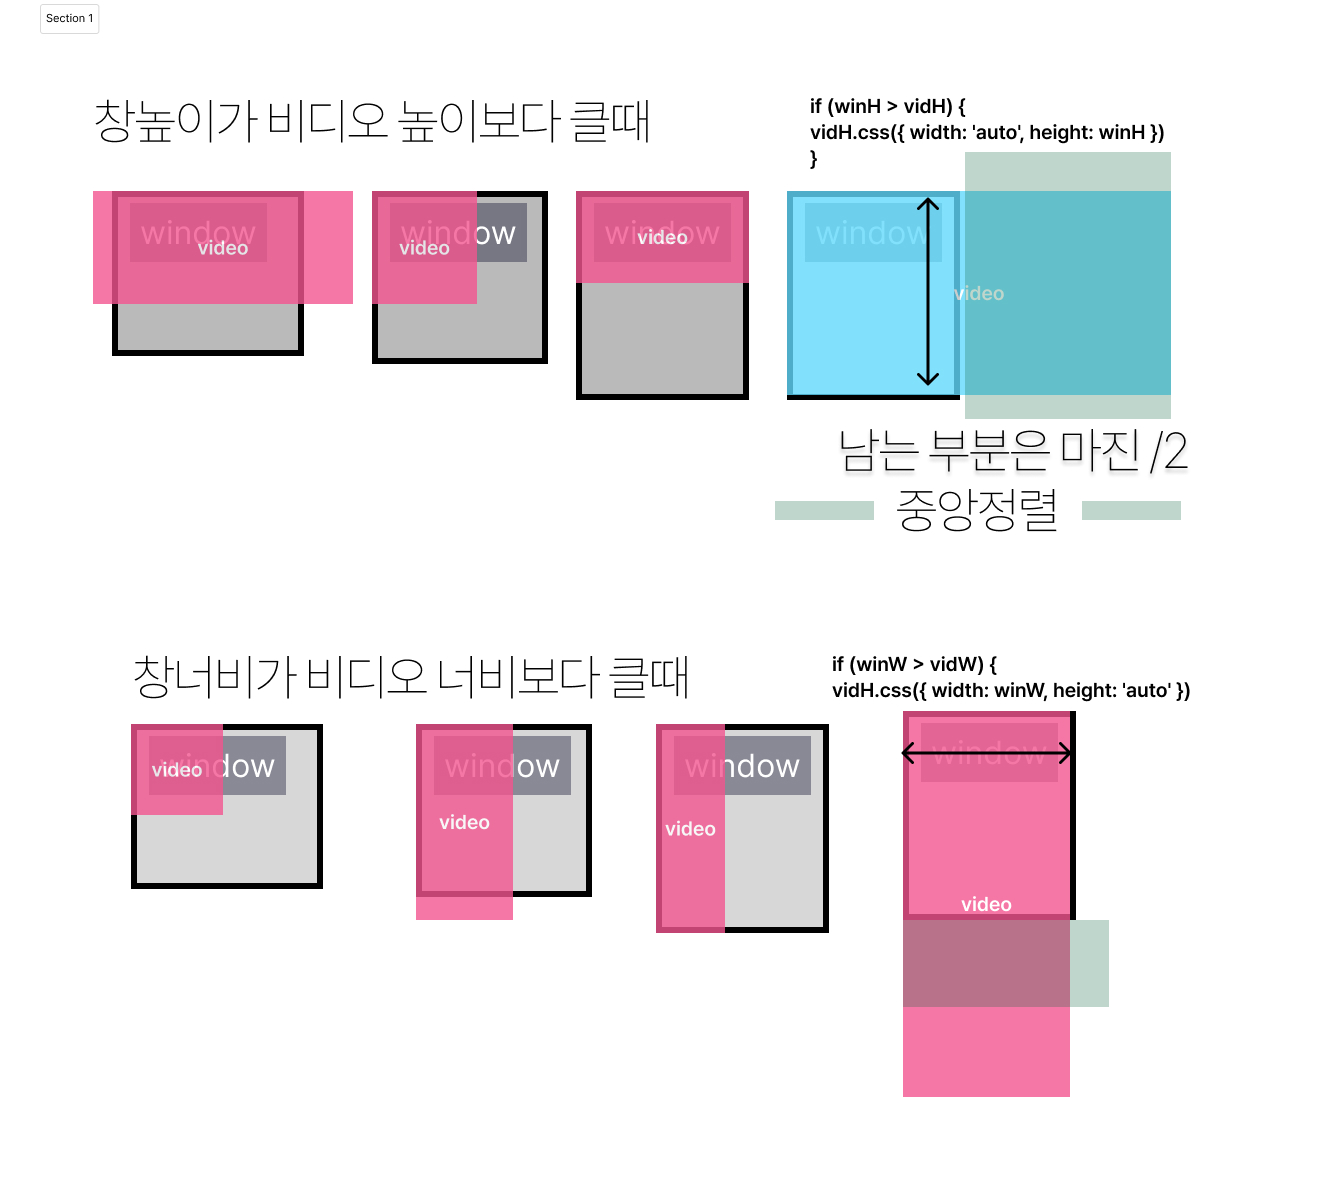 Section 1
창높이가 비디오 높이보다 클때
if (winH > vidH) {
vidH.css({ width: 'auto', height: winH })
}
window
video
window
video
window
video
window
video
남는 부분은 마진 /2
중앙정렬
창너비가 비디오 너비보다 클때
if (winW > vidW) {
vidH.css({ width: winW, height: 'auto' })
window
video
window
video
window
video
window
video